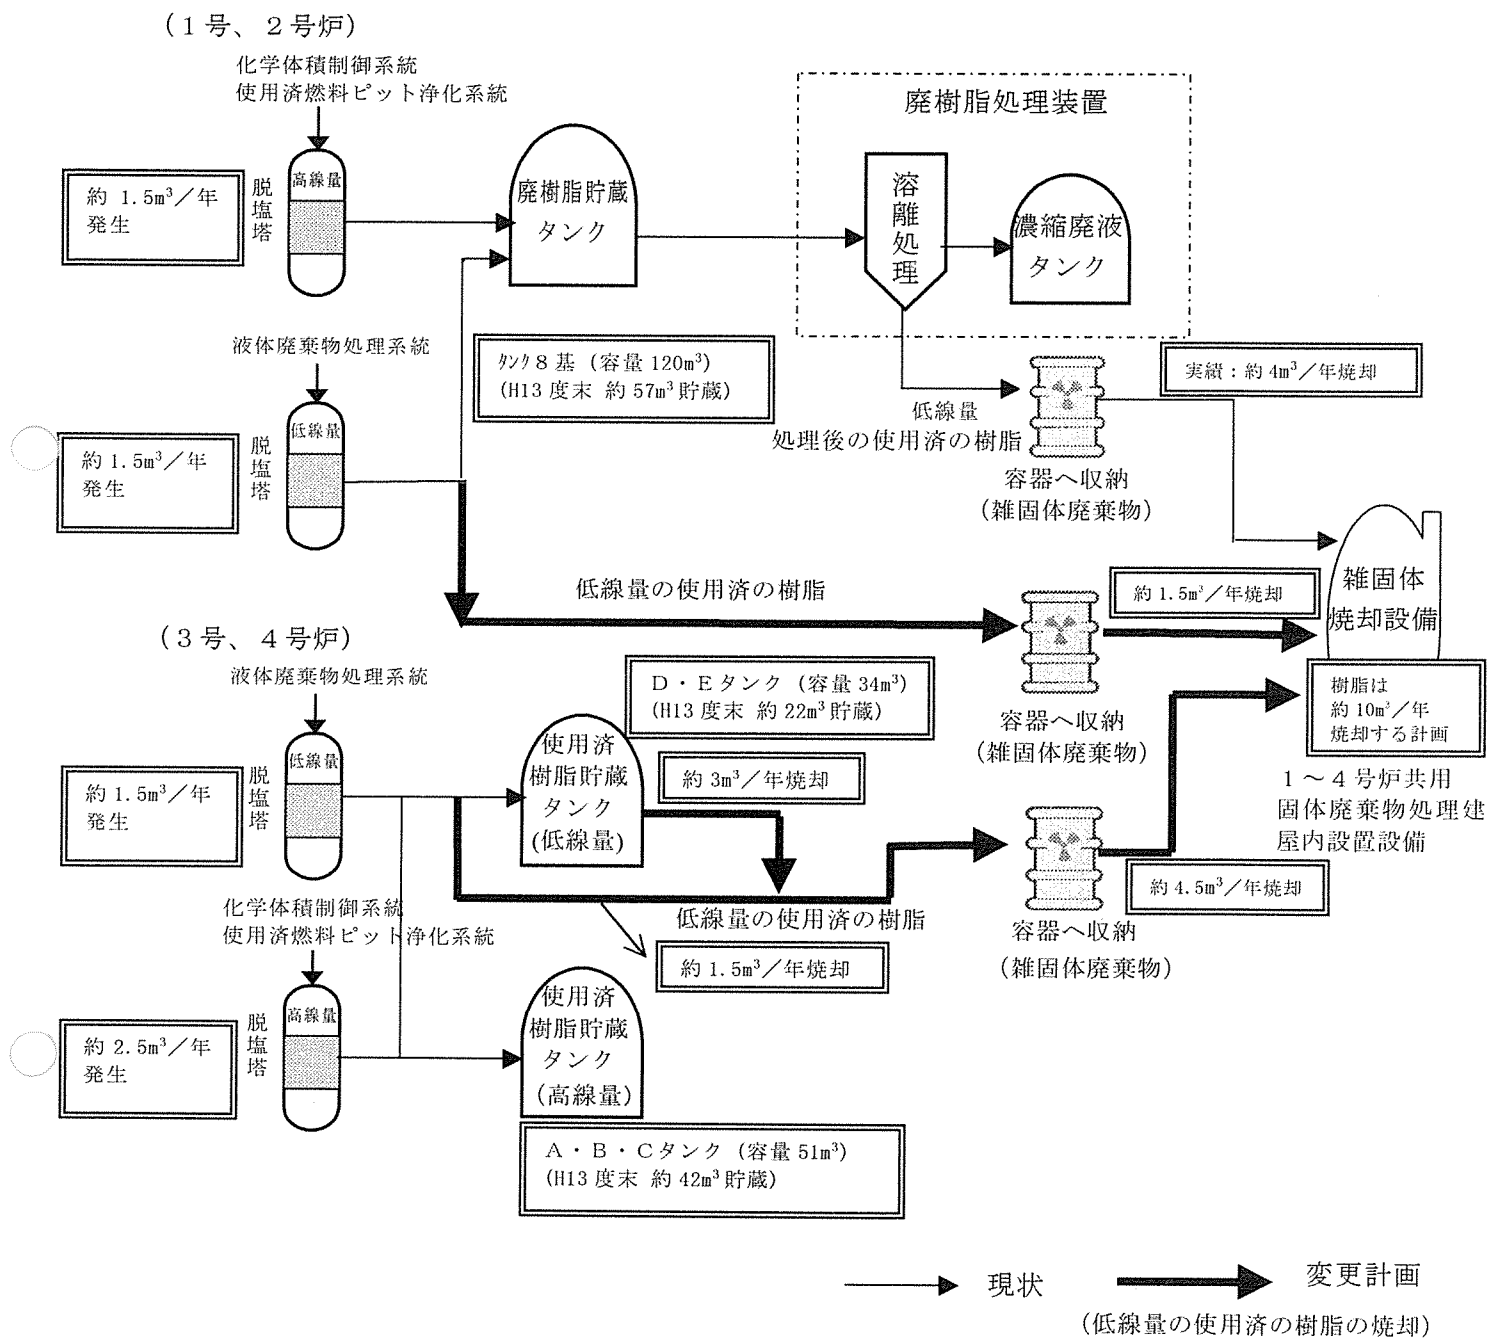 (１号、２号炉)
化学体積制御系統
使用済燃料ピット浄化系統
約 1.5m³／年
発生
脱塩塔
高線量
廃樹脂貯蔵
タンク
廃樹脂処理装置
溶離処理
濃縮廃液
タンク
液体廃棄物処理系統
約 1.5m³／年
発生
脱塩塔
低線量
ﾀﾝｸ８基 (容量 120m³)
(H13 度末 約 57m³ 貯蔵)
低線量
処理後の使用済の樹脂
容器へ収納
(雑固体廃棄物)
実績：約 4m³／年焼却
低線量の使用済の樹脂
容器へ収納
(雑固体廃棄物)
約 1.5m³／年焼却
雑固体
焼却設備
樹脂は
約 10m³／年
焼却する計画
１～４号炉共用
固体廃棄物処理建
屋内設置設備
(３号、４号炉)
液体廃棄物処理系統
約 1.5m³／年
発生
脱塩塔
低線量
使用済
樹脂貯蔵
タンク
(低線量)
Ｄ・Ｅタンク (容量 34m³)
(H13 度末 約 22m³ 貯蔵)
約 3m³／年焼却
低線量の使用済の樹脂
約 1.5m³／年焼却
容器へ収納
(雑固体廃棄物)
約 4.5m³／年焼却
化学体積制御系統
使用済燃料ピット浄化系統
約 2.5m³／年
発生
脱塩塔
高線量
使用済
樹脂貯蔵
タンク
(高線量)
Ａ・Ｂ・Ｃタンク (容量 51m³)
(H13 度末 約 42m³ 貯蔵)
現状
変更計画
(低線量の使用済の樹脂の焼却)